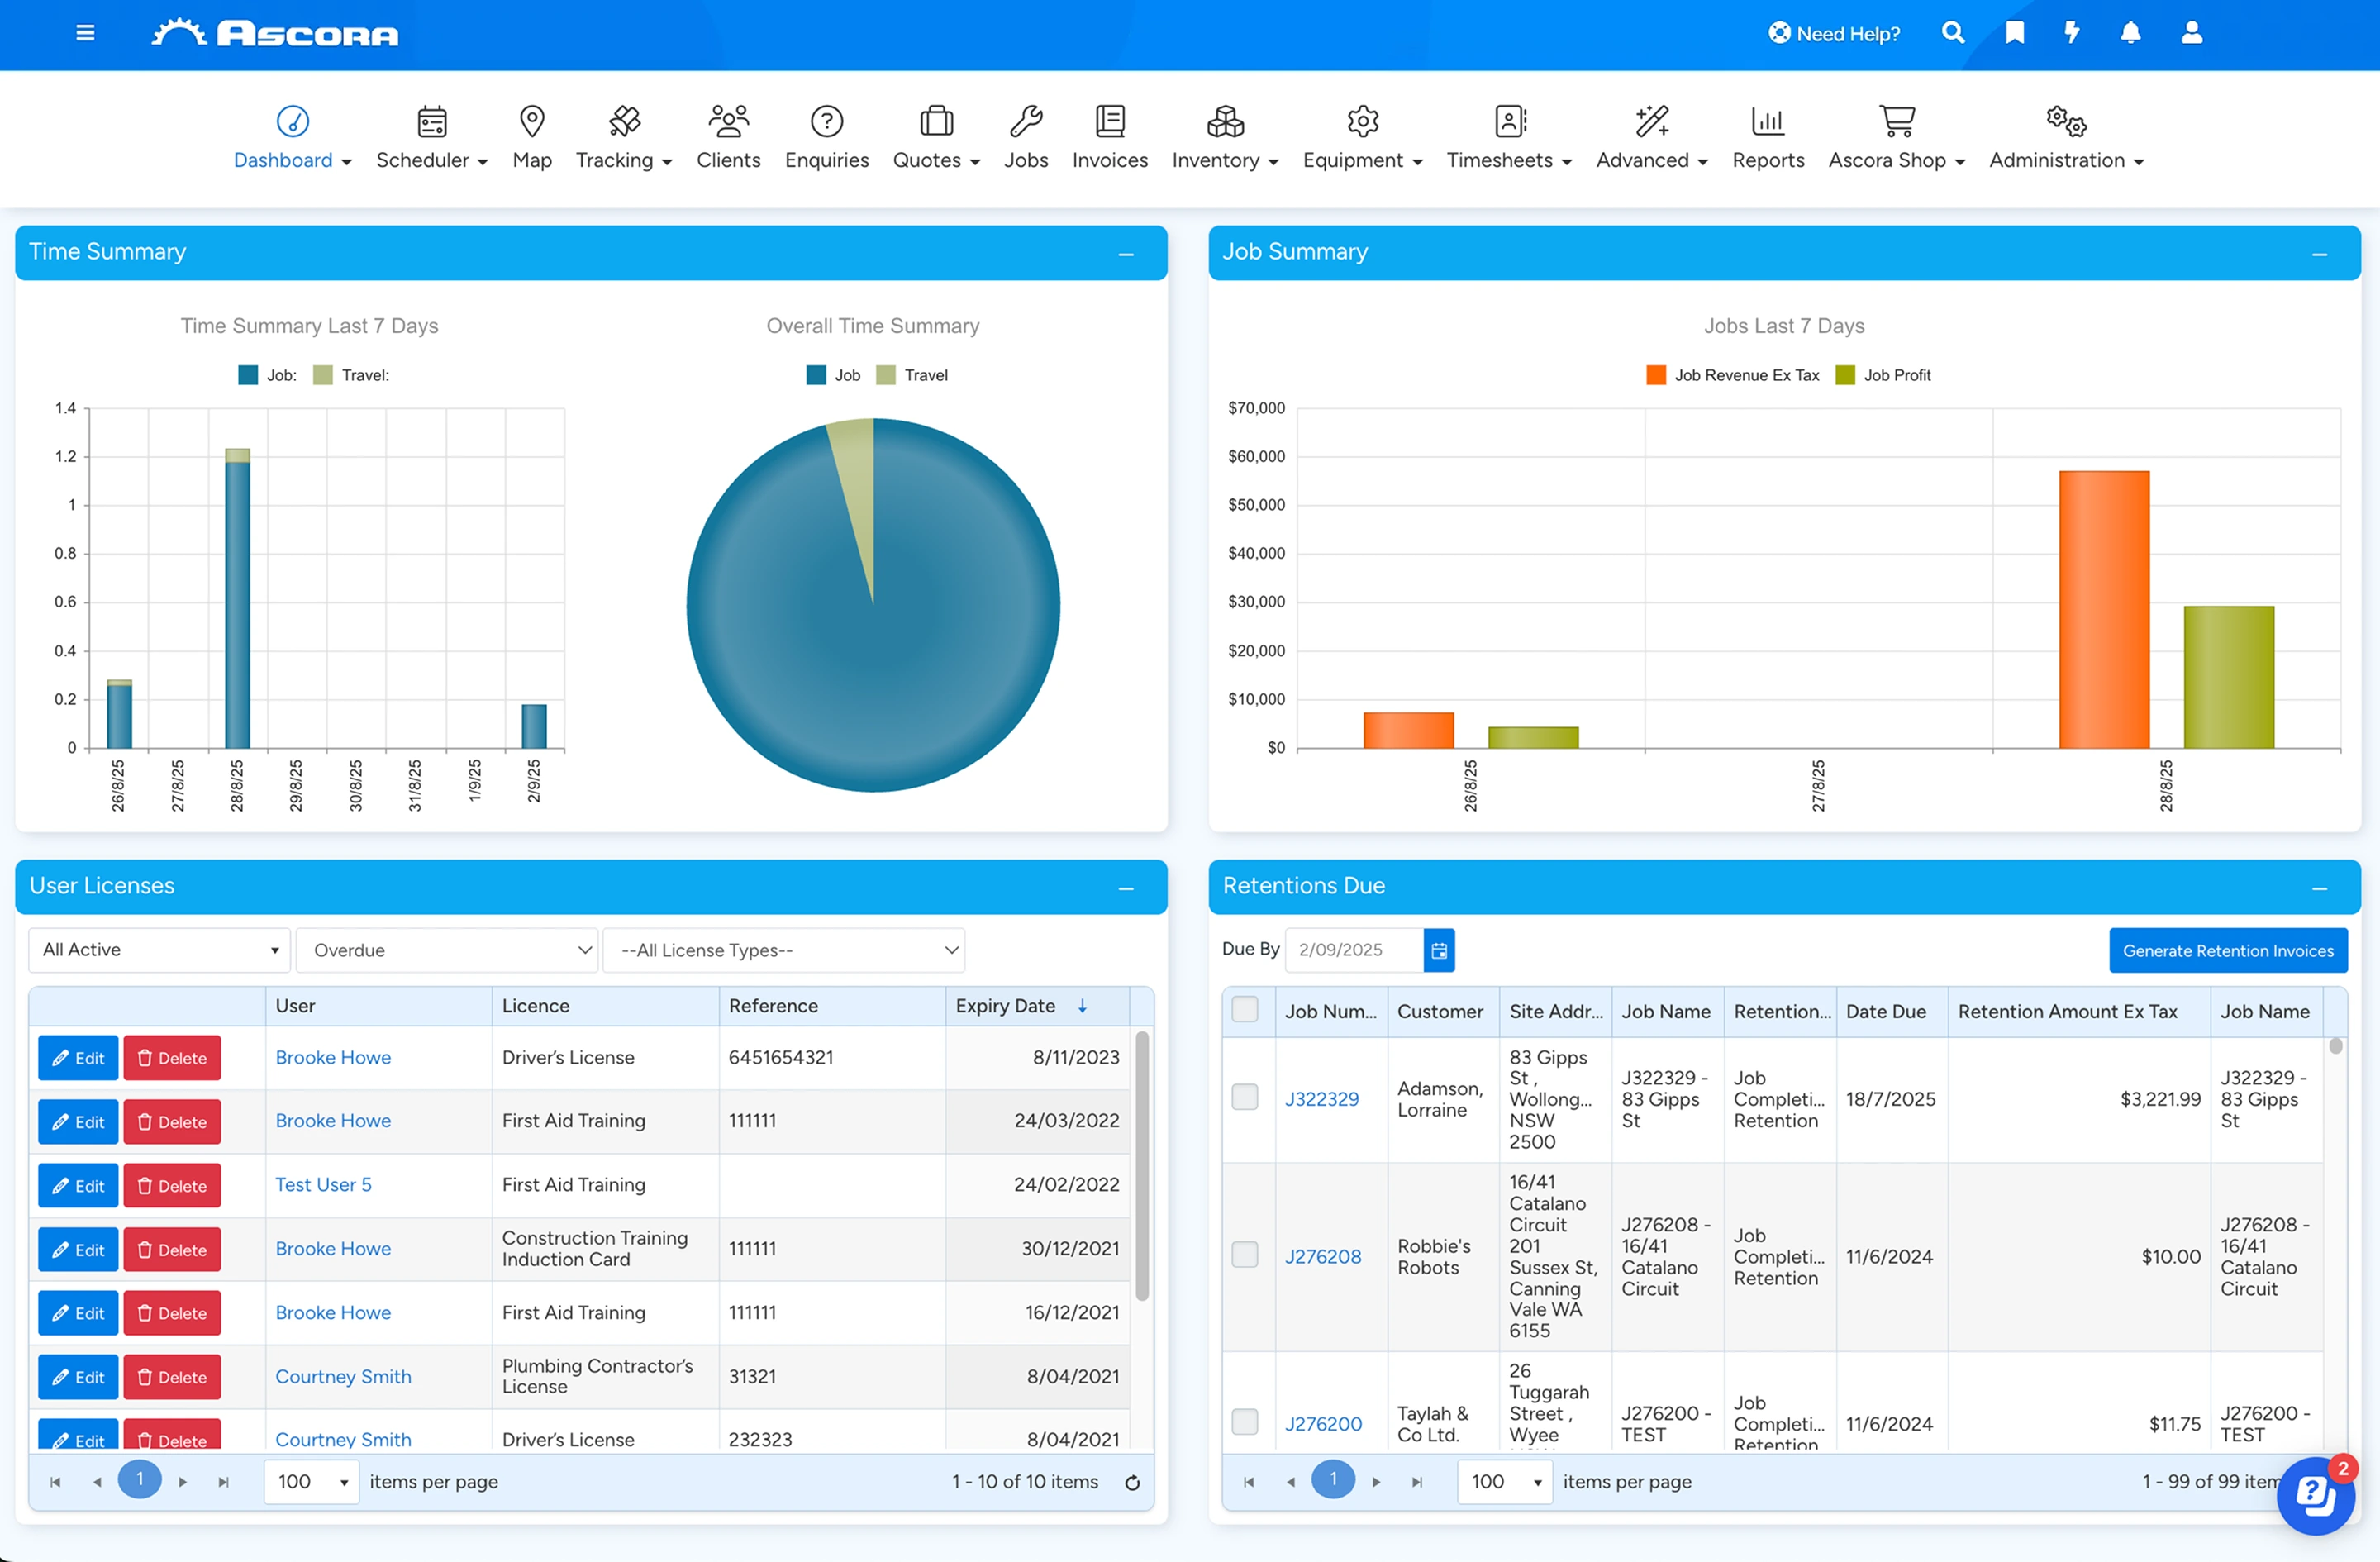 ASCORA
Need Help?
Dashboard
Scheduler
Map
Tracking
Clients
Enquiries
Quotes
Jobs
Invoices
Inventory
Equipment
Timesheets
Advanced
Reports
Ascora Shop
Administration
Time Summary
Time Summary Last 7 Days
Job: Travel:
1.4
1.2
1
0.8
0.6
0.4
0.2
0
26/8/25
27/8/25
28/8/25
29/8/25
30/8/25
31/8/25
1/9/25
2/9/25
Overall Time Summary
Job Travel
Job Summary
Jobs Last 7 Days
Job Revenue Ex Tax Job Profit
$70,000
$60,000
$50,000
$40,000
$30,000
$20,000
$10,000
$0
26/8/25
27/8/25
28/8/25
User Licenses
All Active
Overdue
--All License Types--
User Licence Reference Expiry Date
Edit Delete Brooke Howe Driver's License 6451654321 8/11/2023
Edit Delete Brooke Howe First Aid Training 111111 24/03/2022
Edit Delete Test User 5 First Aid Training 24/02/2022
Edit Delete Brooke Howe Construction Training
Induction Card 111111 30/12/2021
Edit Delete Brooke Howe First Aid Training 111111 16/12/2021
Edit Delete Courtney Smith Plumbing Contractor's
License 31321 8/04/2021
Edit Delete Courtney Smith Driver's License 232323 8/04/2021
1
100
items per page
1 - 10 of 10 items
Retentions Due
Due By 2/09/2025
Generate Retention Invoices
Job Num... Customer Site Addr... Job Name Retention... Date Due Retention Amount Ex Tax Job Name
J322329
Adamson,
Lorraine
83 Gipps
St ,
Wollong...
NSW
2500
J322329 -
83 Gipps
St
Job
Completi...
Retention
18/7/2025
$3,221.99
J322329 -
83 Gipps
St
J276208
Robbie's
Robots
16/41
Catalano
Circuit
201
Sussex St,
Canning
Vale WA
6155
J276208 -
16/41
Catalano
Circuit
Job
Completi...
Retention
11/6/2024
$10.00
J276208 -
16/41
Catalano
Circuit
J276200
Taylah &
Co Ltd.
26
Tuggarah
Street ,
Wyee
J276200 -
TEST
Job
Completi...
Retention
11/6/2024
$11.75
J276200 -
TEST
1
100
items per page
1 - 99 of 99 item
2